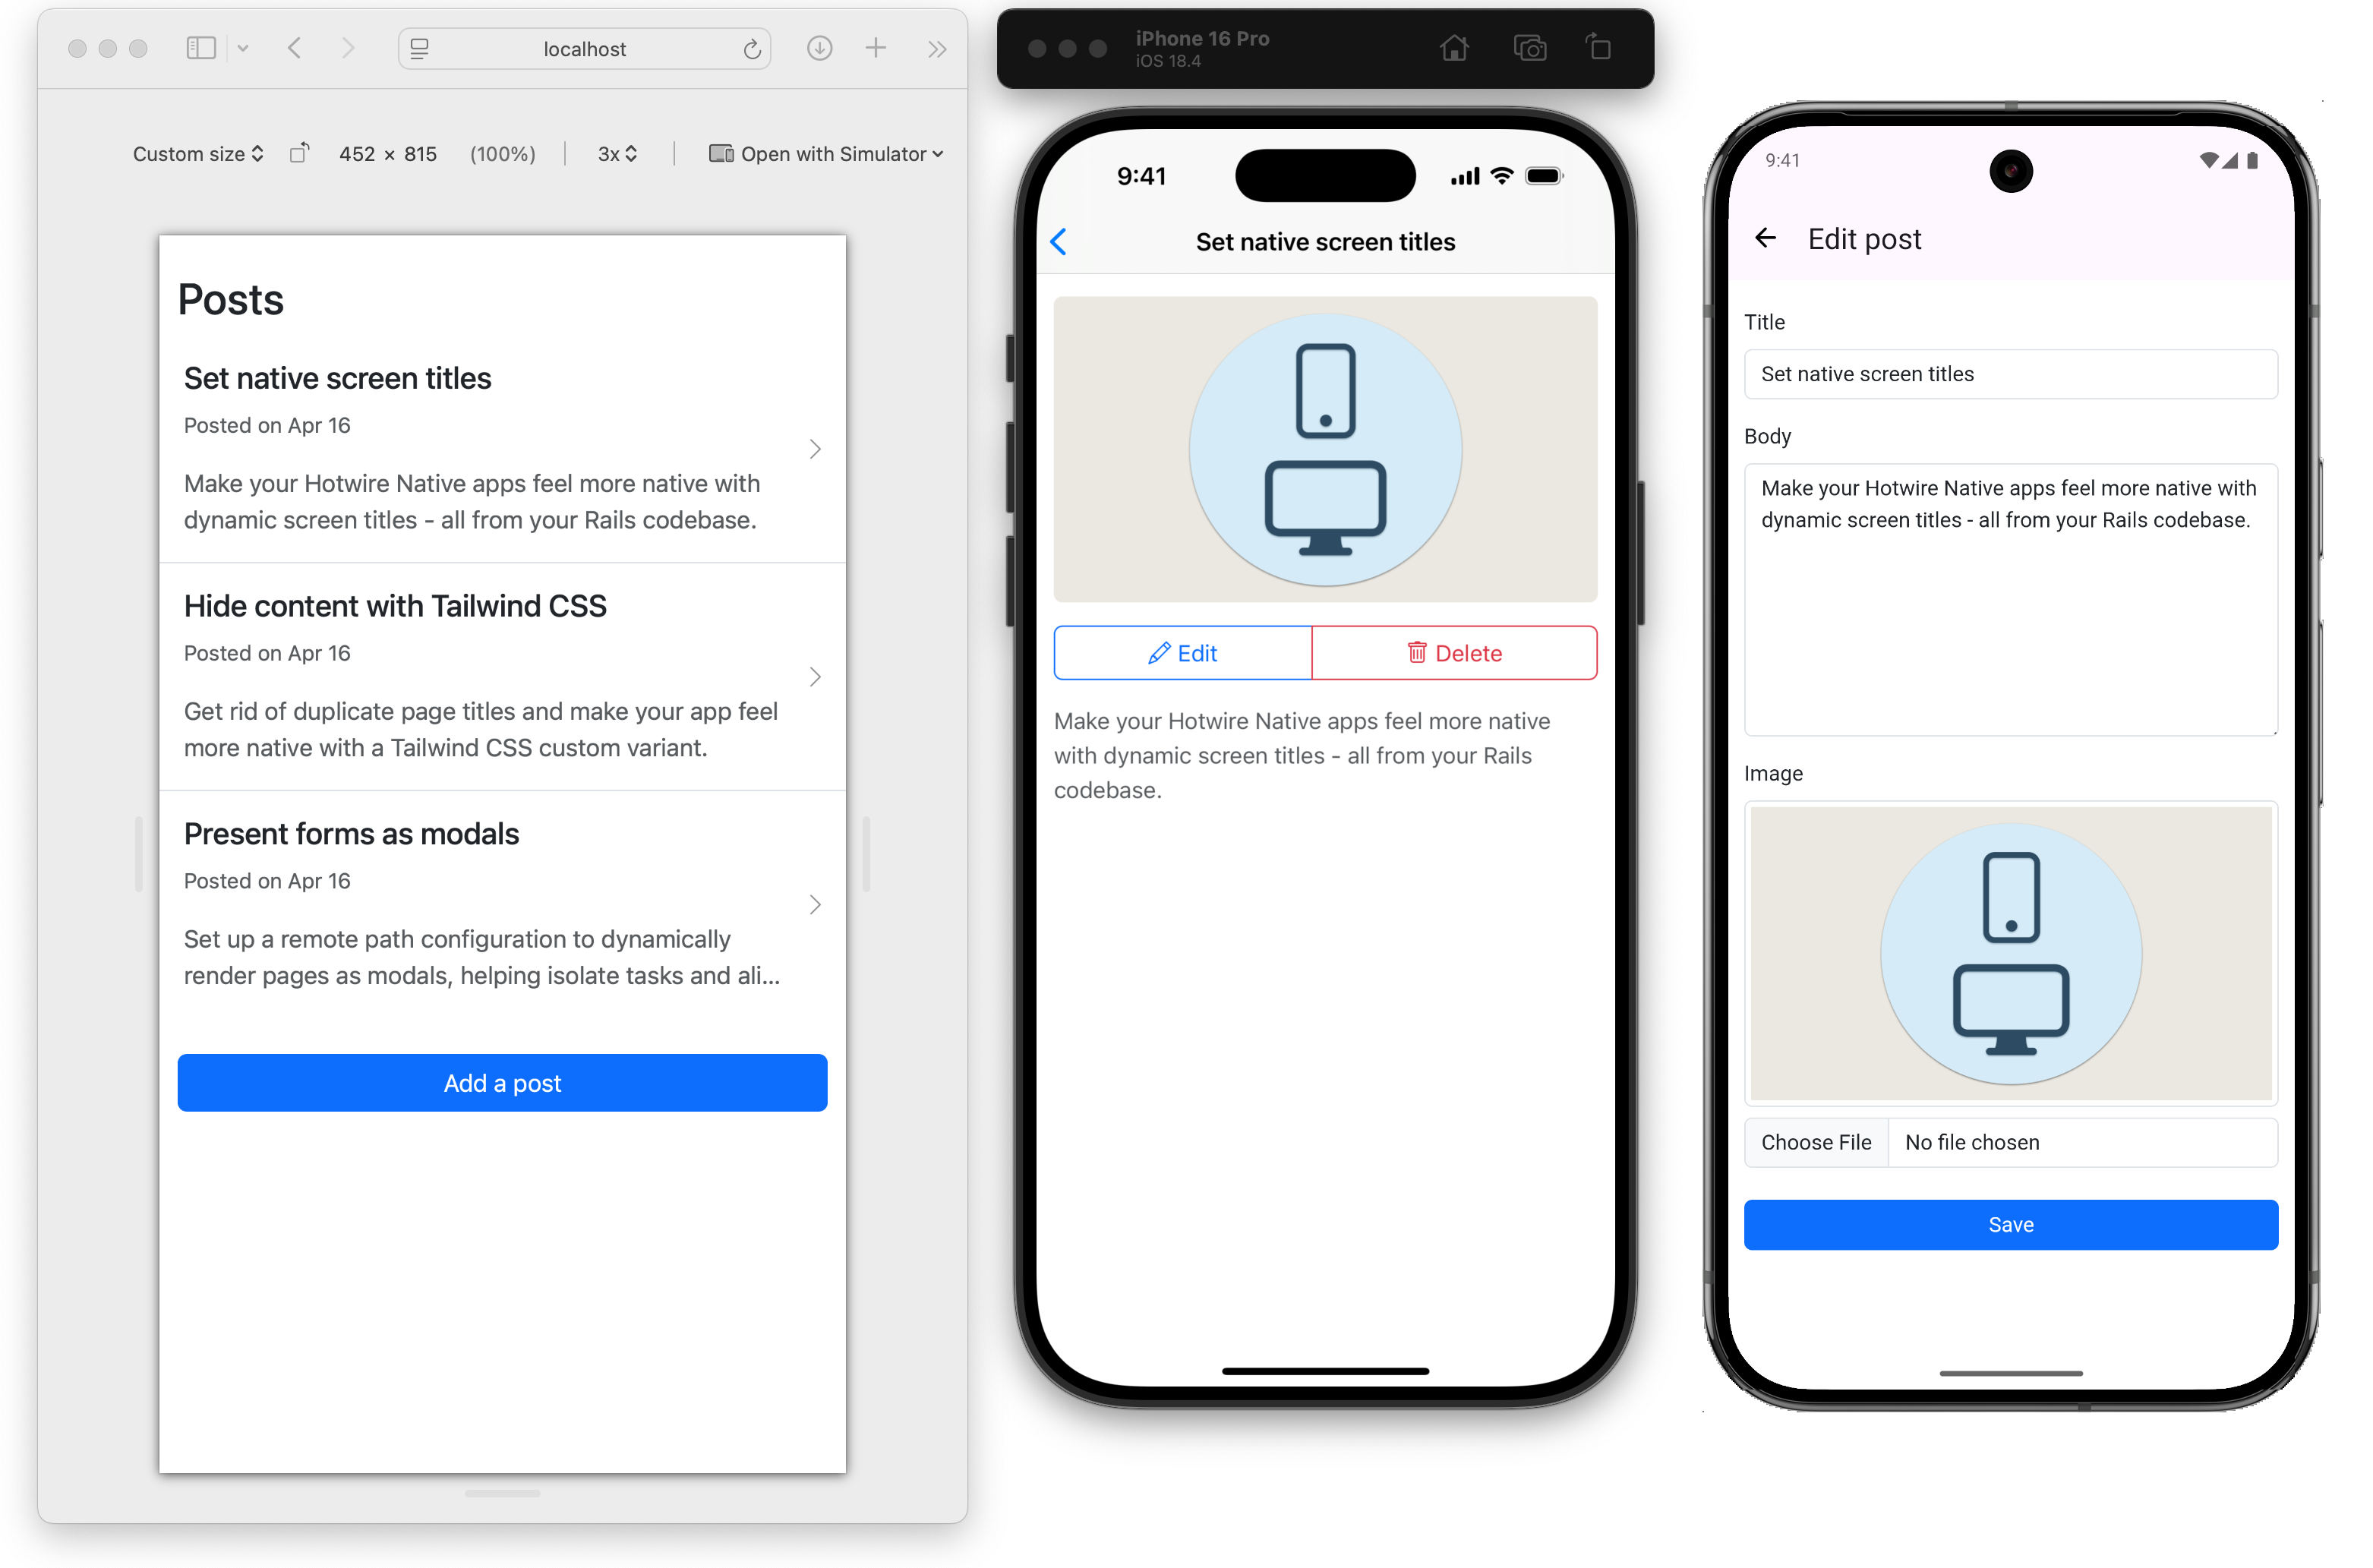 localhost
Custom size 452 × 815 (100%) 3x Open with Simulator
Posts
Set native screen titles
Posted on Apr 16
Make your Hotwire Native apps feel more native with
dynamic screen titles - all from your Rails codebase.
Hide content with Tailwind CSS
Posted on Apr 16
Get rid of duplicate page titles and make your app feel
more native with a Tailwind CSS custom variant.
Present forms as modals
Posted on Apr 16
Set up a remote path configuration to dynamically
render pages as modals, helping isolate tasks and ali...
Add a post
iPhone 16 Pro
iOS 18.4
9:41
Set native screen titles
Edit Delete
Make your Hotwire Native apps feel more native
with dynamic screen titles - all from your Rails
codebase.
9:41
Edit post
Title
Set native screen titles
Body
Make your Hotwire Native apps feel more native with
dynamic screen titles - all from your Rails codebase.
Image
Choose File No file chosen
Save